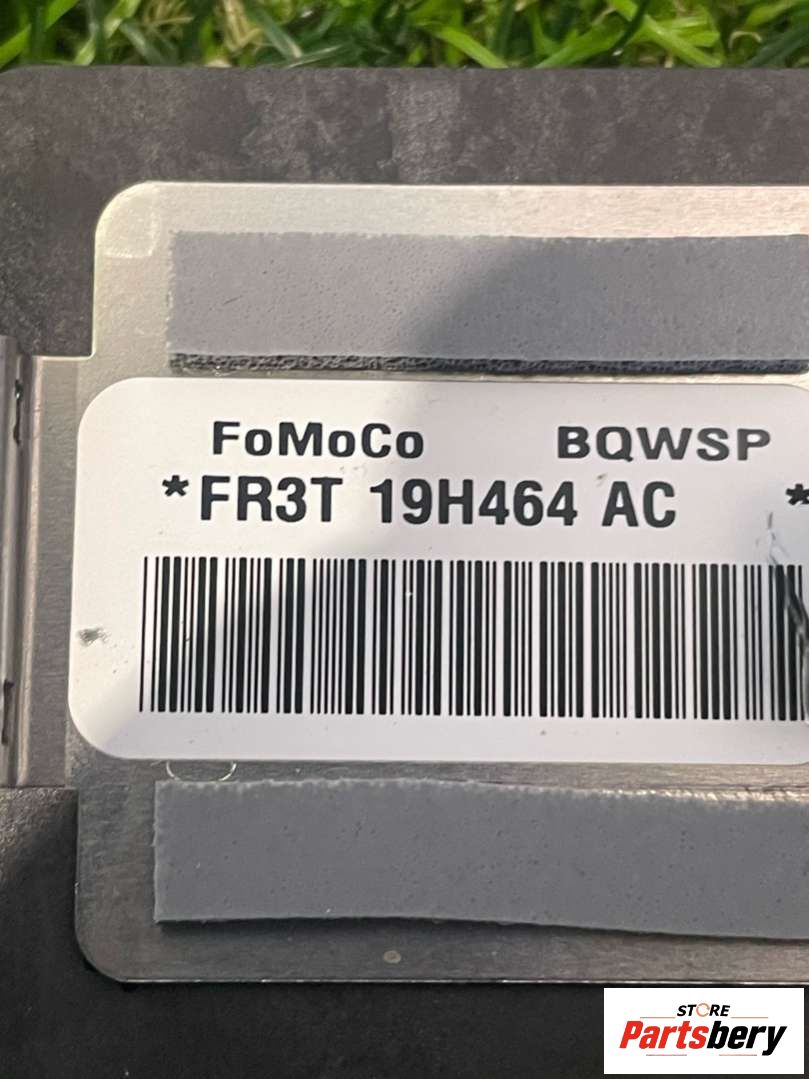 FoMoCo BQWSP
*FR3T 19H464 AC *
STORE
Partsbery